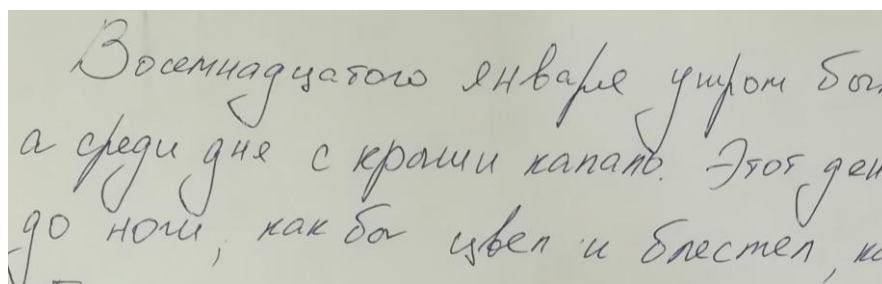 Восемнадцатого января утром
а среди дня с крыши капало. Этот
до ночи, как бы цвел и блестел,